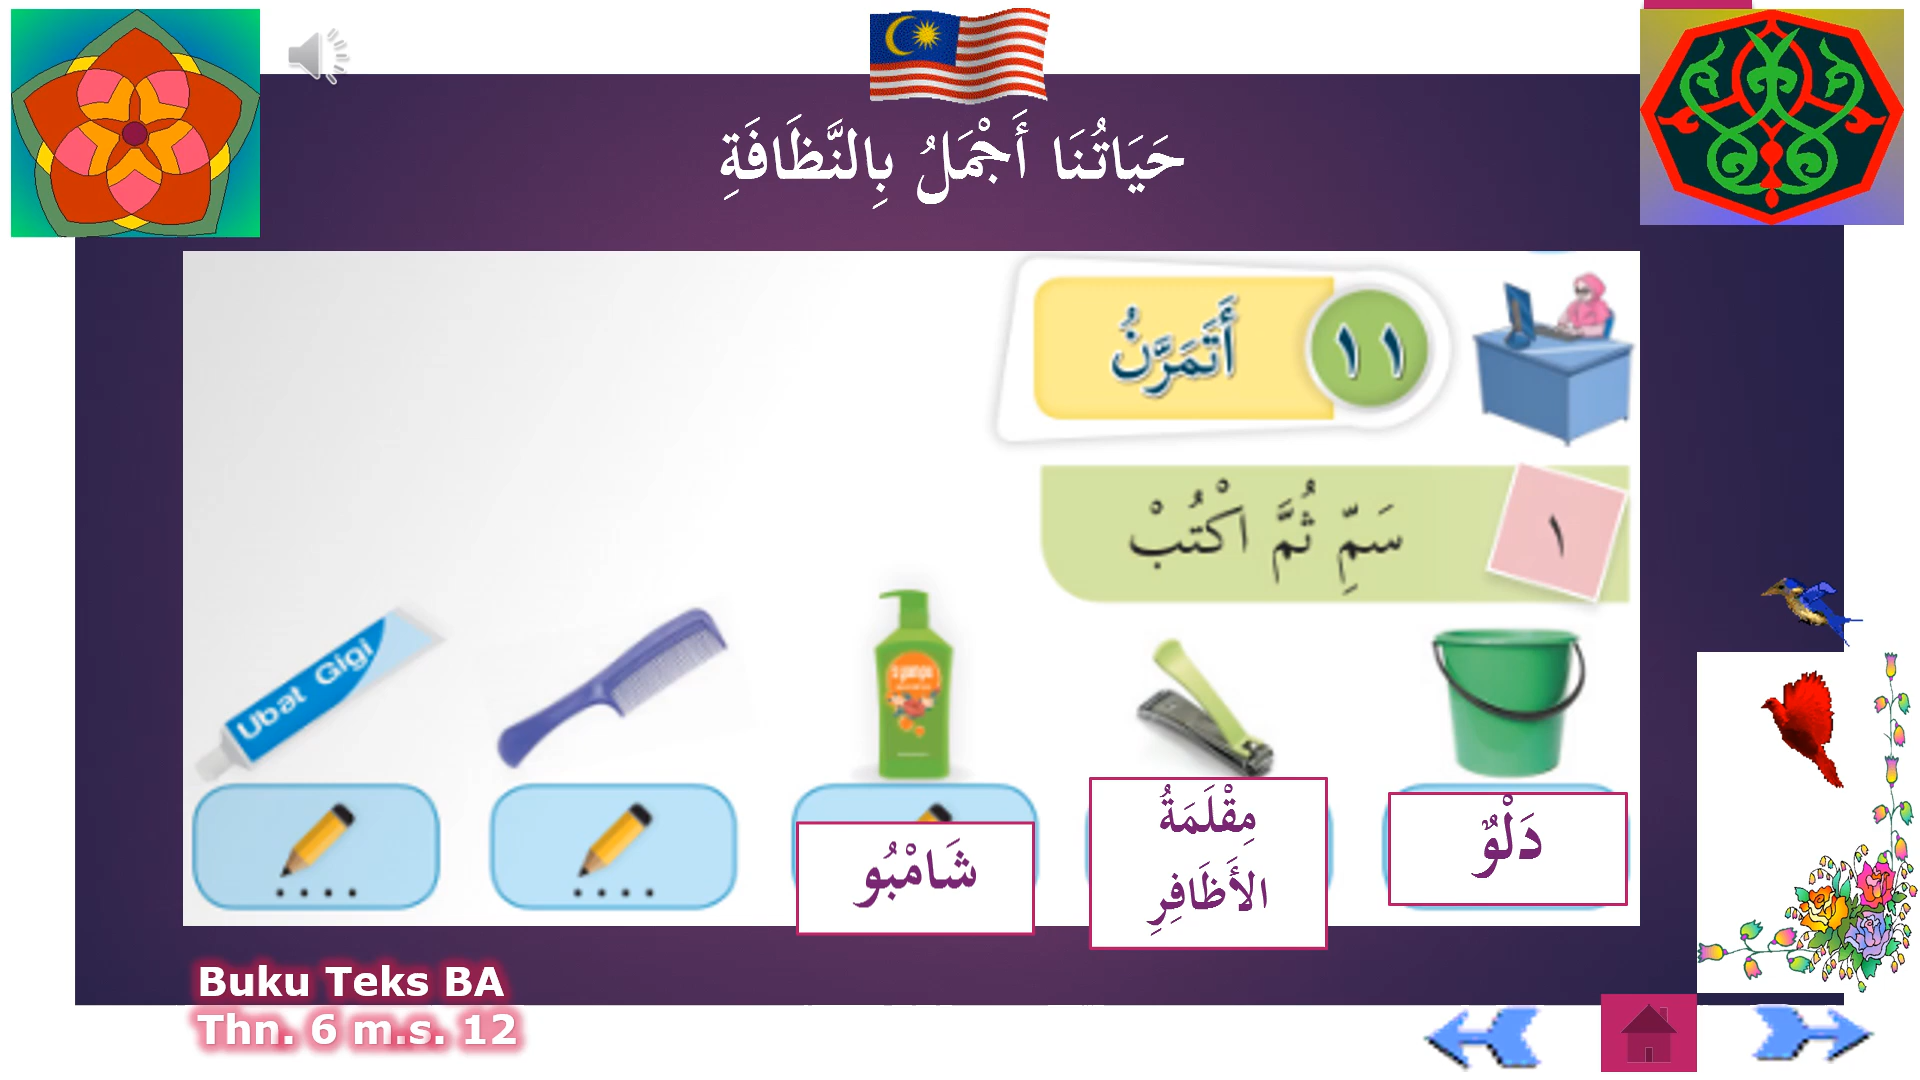 حَيَاتُنَا أَجْمَلُ بِالنَّظَافَةِ
١١ أَتَمَرَّنُ
١ سَمِّ ثُمَّ اكْتُبْ
Ubat Gigi
دَلْوٌ
مِقْلَمَةُ
الأَظَافِرِ
شَامْبُو
....
....
Buku Teks BA
Thn. 6 m.s. 12